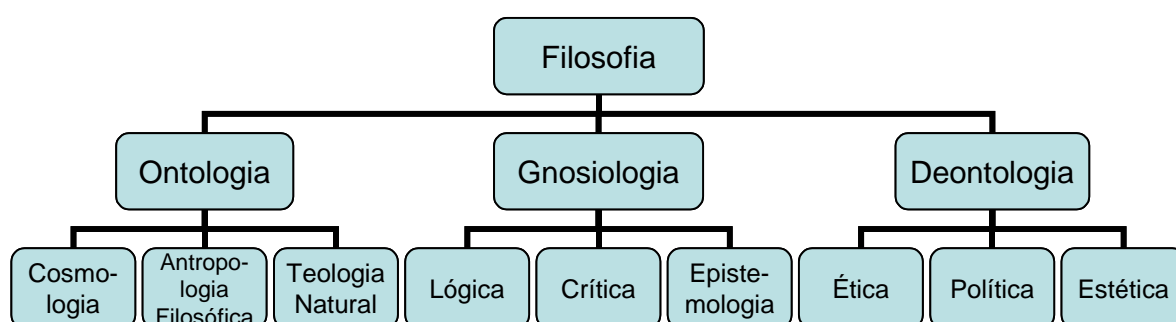 Filosofia
Ontologia
Gnosiologia
Deontologia
Cosmo-
logia
Antropo-
logia
Filosófica
Teologia
Natural
Lógica
Crítica
Episte-
mologia
Ética
Política
Estética